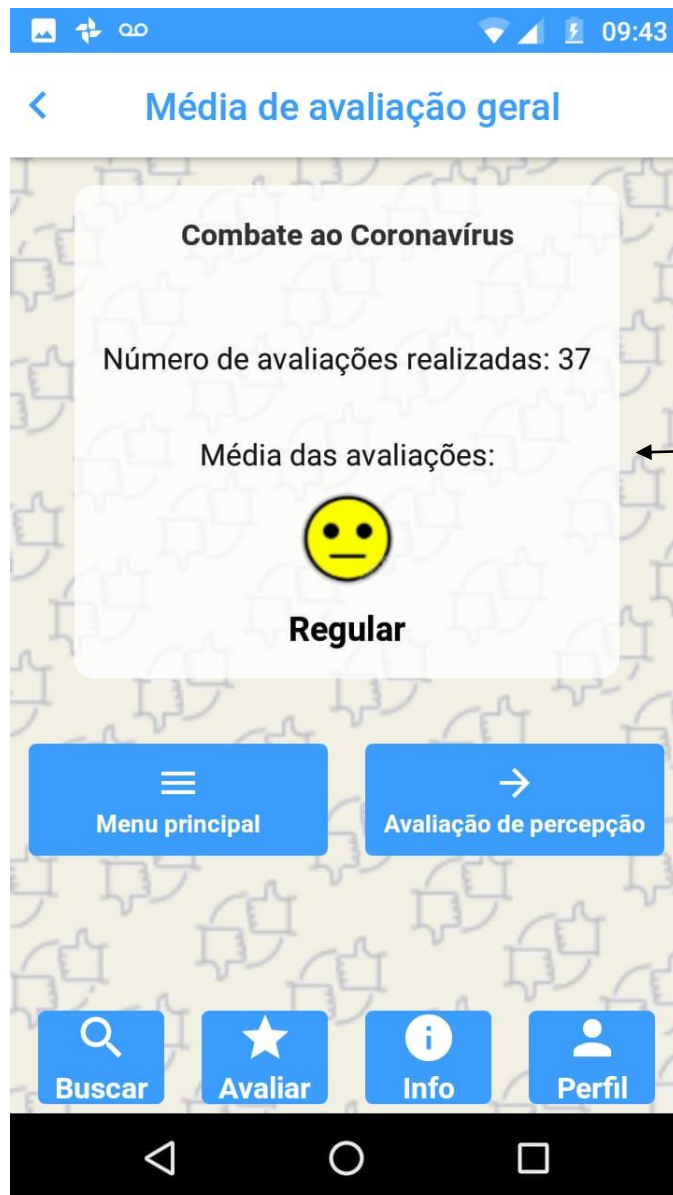 09:43
Média de avaliação geral
Combate ao Coronavírus
Número de avaliações realizadas: 37
Média das avaliações:
Regular
Menu principal
Avaliação de percepção
Buscar
Avaliar
Info
Perfil